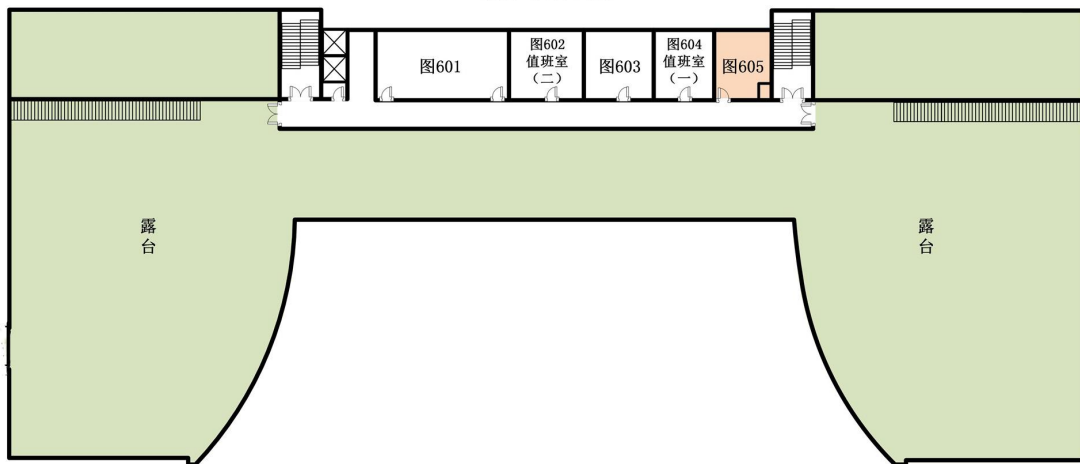 图601
图602
值班室
（二）
图603
图604
值班室
（一）
图605
露
台
露
台